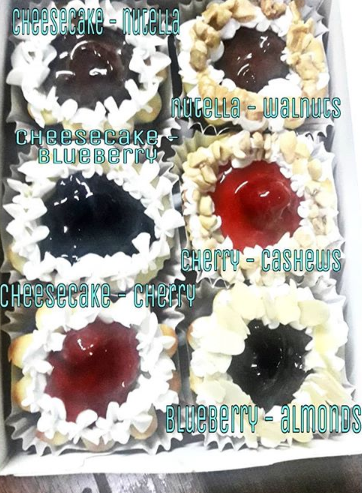 Cheesecake - Nutella
Nutella - Walnuts
Cheesecake -
Blueberry
Cherry - Cashews
Cheesecake - Cherry
Blueberry - Almonds